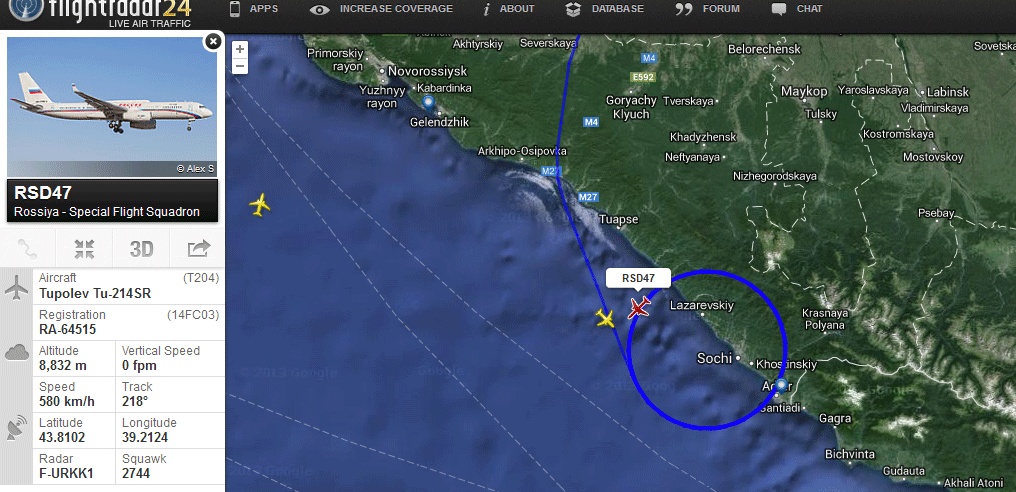 flightradar24
LIVE AIR TRAFFIC
APPS
INCREASE COVERAGE
ABOUT
DATABASE
FORUM
CHAT
© Alex S
RSD47
Rossiya - Special Flight Squadron
3D
Aircraft (T204)
Tupolev Tu-214SR
Registration (14FC03)
RA-64515
Altitude Vertical Speed
8,832 m 0 fpm
Speed Track
580 km/h 218°
Latitude Longitude
43.8102 39.2124
Radar Squawk
F-URKK1 2744
+
−
Akhtyrskiy
Severskaya
Primorskiy
rayon
Novorossiysk
Yuzhnyy
rayon
Kabardinka
Gelendzhik
Arkhipo-Osipovka
M4
E592
Goryachy
Klyuch
M4
M27
M27
Tuapse
Belorechensk
Maykop
Tverskaya
Tulsky
Yaroslavskaya
Labinsk
Vladimirskaya
Sovetska
Khadyzhensk
Neftyanaya
Kostromskaya
Mostovskoy
Nizhegorodskaya
Psebay
RSD47
Lazarevskiy
Krasnaya
Polyana
Sochi
Khostinskiy
Adler
Gantiadi
Gagra
Bichvinta
Gudauta
Akhali Atoni
©2013 Google